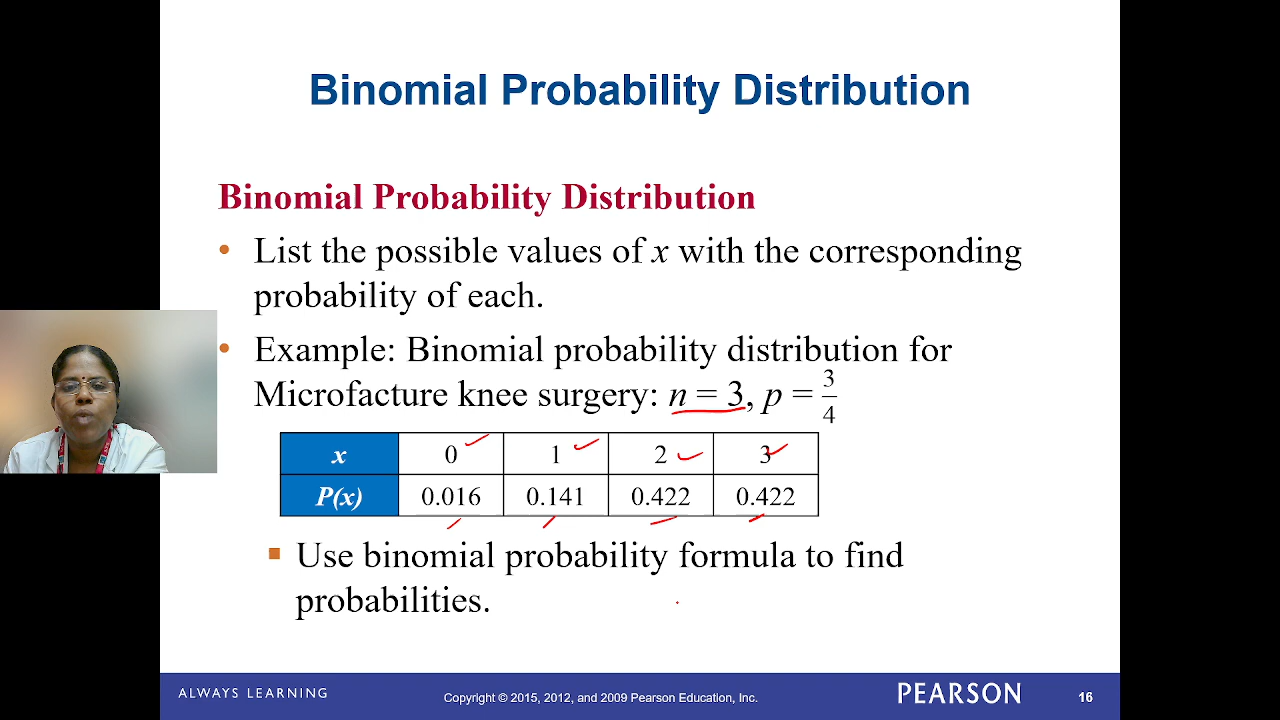 Binomial Probability Distribution
Binomial Probability Distribution
• List the possible values of x with the corresponding
probability of each.
• Example: Binomial probability distribution for
Microfacture knee surgery: n = 3, p = 3/4
x 0 1 2 3
P(x) 0.016 0.141 0.422 0.422
▪ Use binomial probability formula to find
probabilities.
ALWAYS LEARNING
Copyright © 2015, 2012, and 2009 Pearson Education, Inc.
PEARSON
16